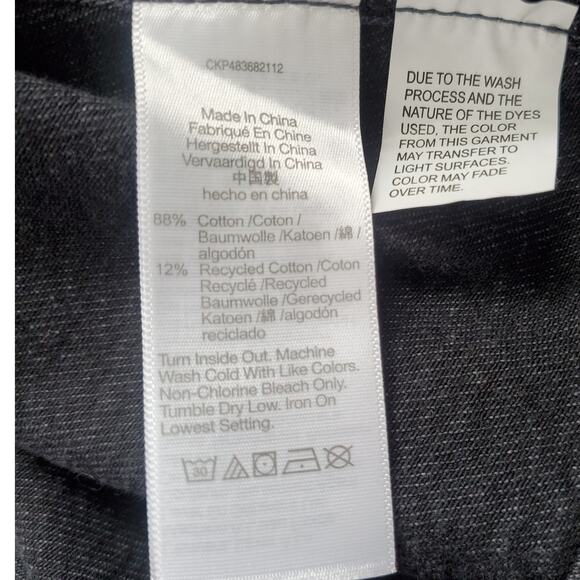 CKP483682112
Made In China
Fabriqué En Chine
Hergestellt In China
Vervaardigd In China
中国製
hecho en china
88% Cotton /Coton /
Baumwolle /Katoen /綿 /
algodón
12% Recycled Cotton /Coton
Recyclé /Recycled
Baumwolle /Gerecycled
Katoen /綿 /algodón
reciclado
Turn Inside Out. Machine
Wash Cold With Like Colors.
Non-Chlorine Bleach Only.
Tumble Dry Low. Iron On
Lowest Setting.
30
DUE TO THE WASH
PROCESS AND THE
NATURE OF THE DYES
USED, THE COLOR
FROM THIS GARMENT
MAY TRANSFER TO
LIGHT SURFACES.
COLOR MAY FADE
OVER TIME.